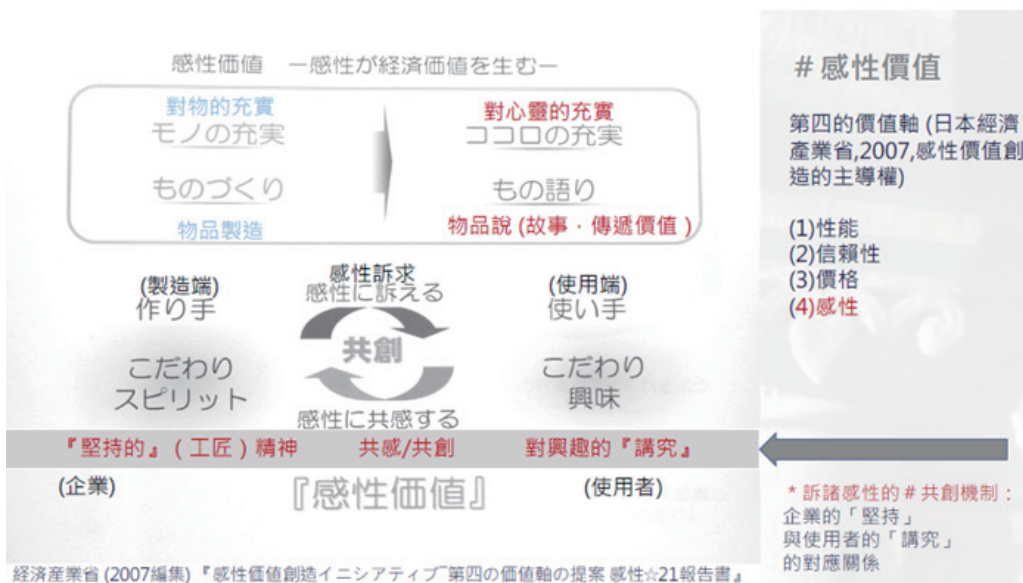 感性価値 ー感性が経済価値を生むー
對物的充實
モノの充実
ものづくり
物品製造
對心靈的充實
ココロの充実
もの語り
物品說 (故事・傳遞價值 )
(製造端)
作り手
感性訴求
感性に訴える
(使用端)
使い手
共創
こだわり
スピリット
こだわり
興味
感性に共感する
『堅持的』( 工匠 ) 精神
共感/共創
對興趣的『講究』
(企業)
『感性価値』
(使用者)
経済産業省 (2007編集) 『感性価値創造イニシアティブ ̄第四の価値軸の提案 感性☆21報告書』
# 感性價值
第四的價值軸 (日本經濟
產業省,2007,感性價值創
造的主導權)
(1)性能
(2)信賴性
(3)價格
(4)感性
* 訴諸感性的 # 共創機制：
企業的「堅持」
與使用者的「講究」
的對應關係